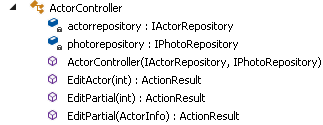 ActorController
actorrepository : IActorRepository
photorepository : IPhotoRepository
ActorController(IActorRepository, IPhotoRepository)
EditActor(int) : ActionResult
EditPartial(int) : ActionResult
EditPartial(ActorInfo) : ActionResult